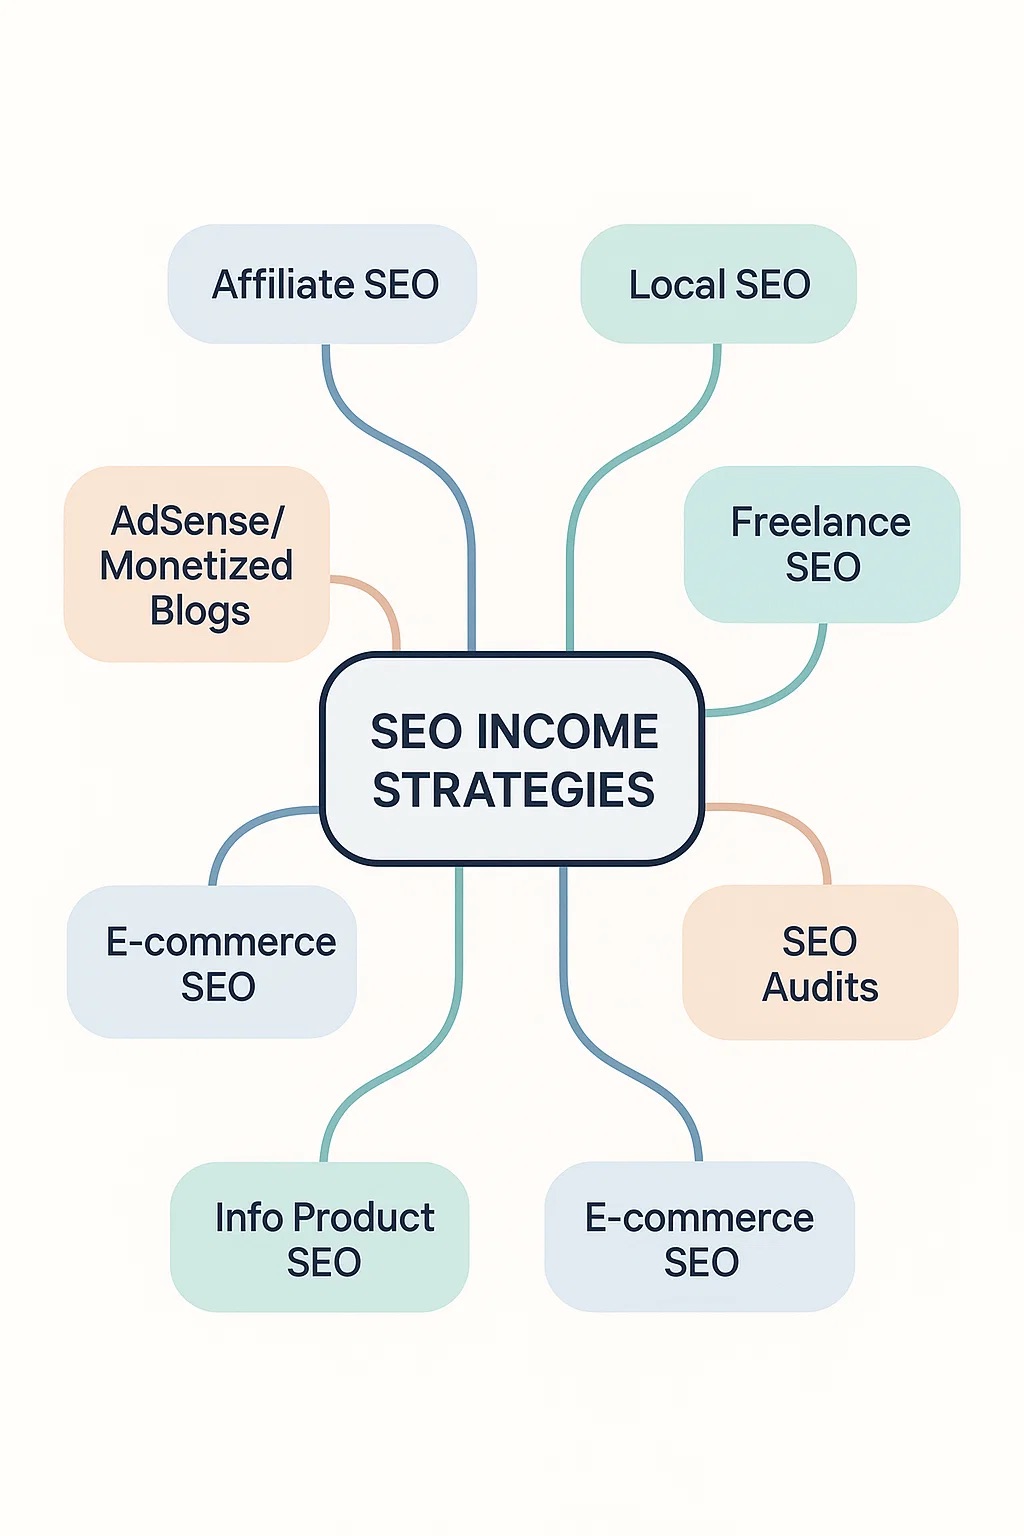 Affiliate SEO
Local SEO
AdSense/
Monetized
Blogs
Freelance
SEO
SEO INCOME
STRATEGIES
E-commerce
SEO
SEO
Audits
Info Product
SEO
E-commerce
SEO